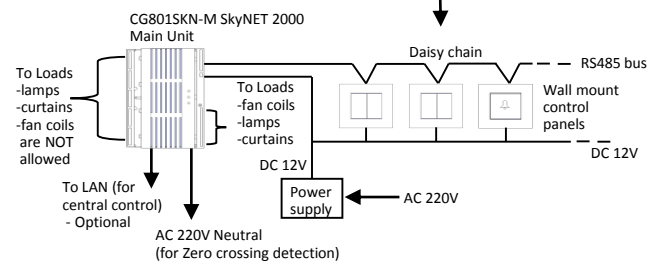 CG801SKN-M SkyNET 2000
Main Unit
Daisy chain
RS485 bus
To Loads
-lamps
-curtains
-fan coils
are NOT
allowed
To Loads
-fan coils
-lamps
-curtains
Wall mount
control
panels
DC 12V
DC 12V
To LAN (for
central control)
- Optional
Power
supply
AC 220V
AC 220V Neutral
(for Zero crossing detection)